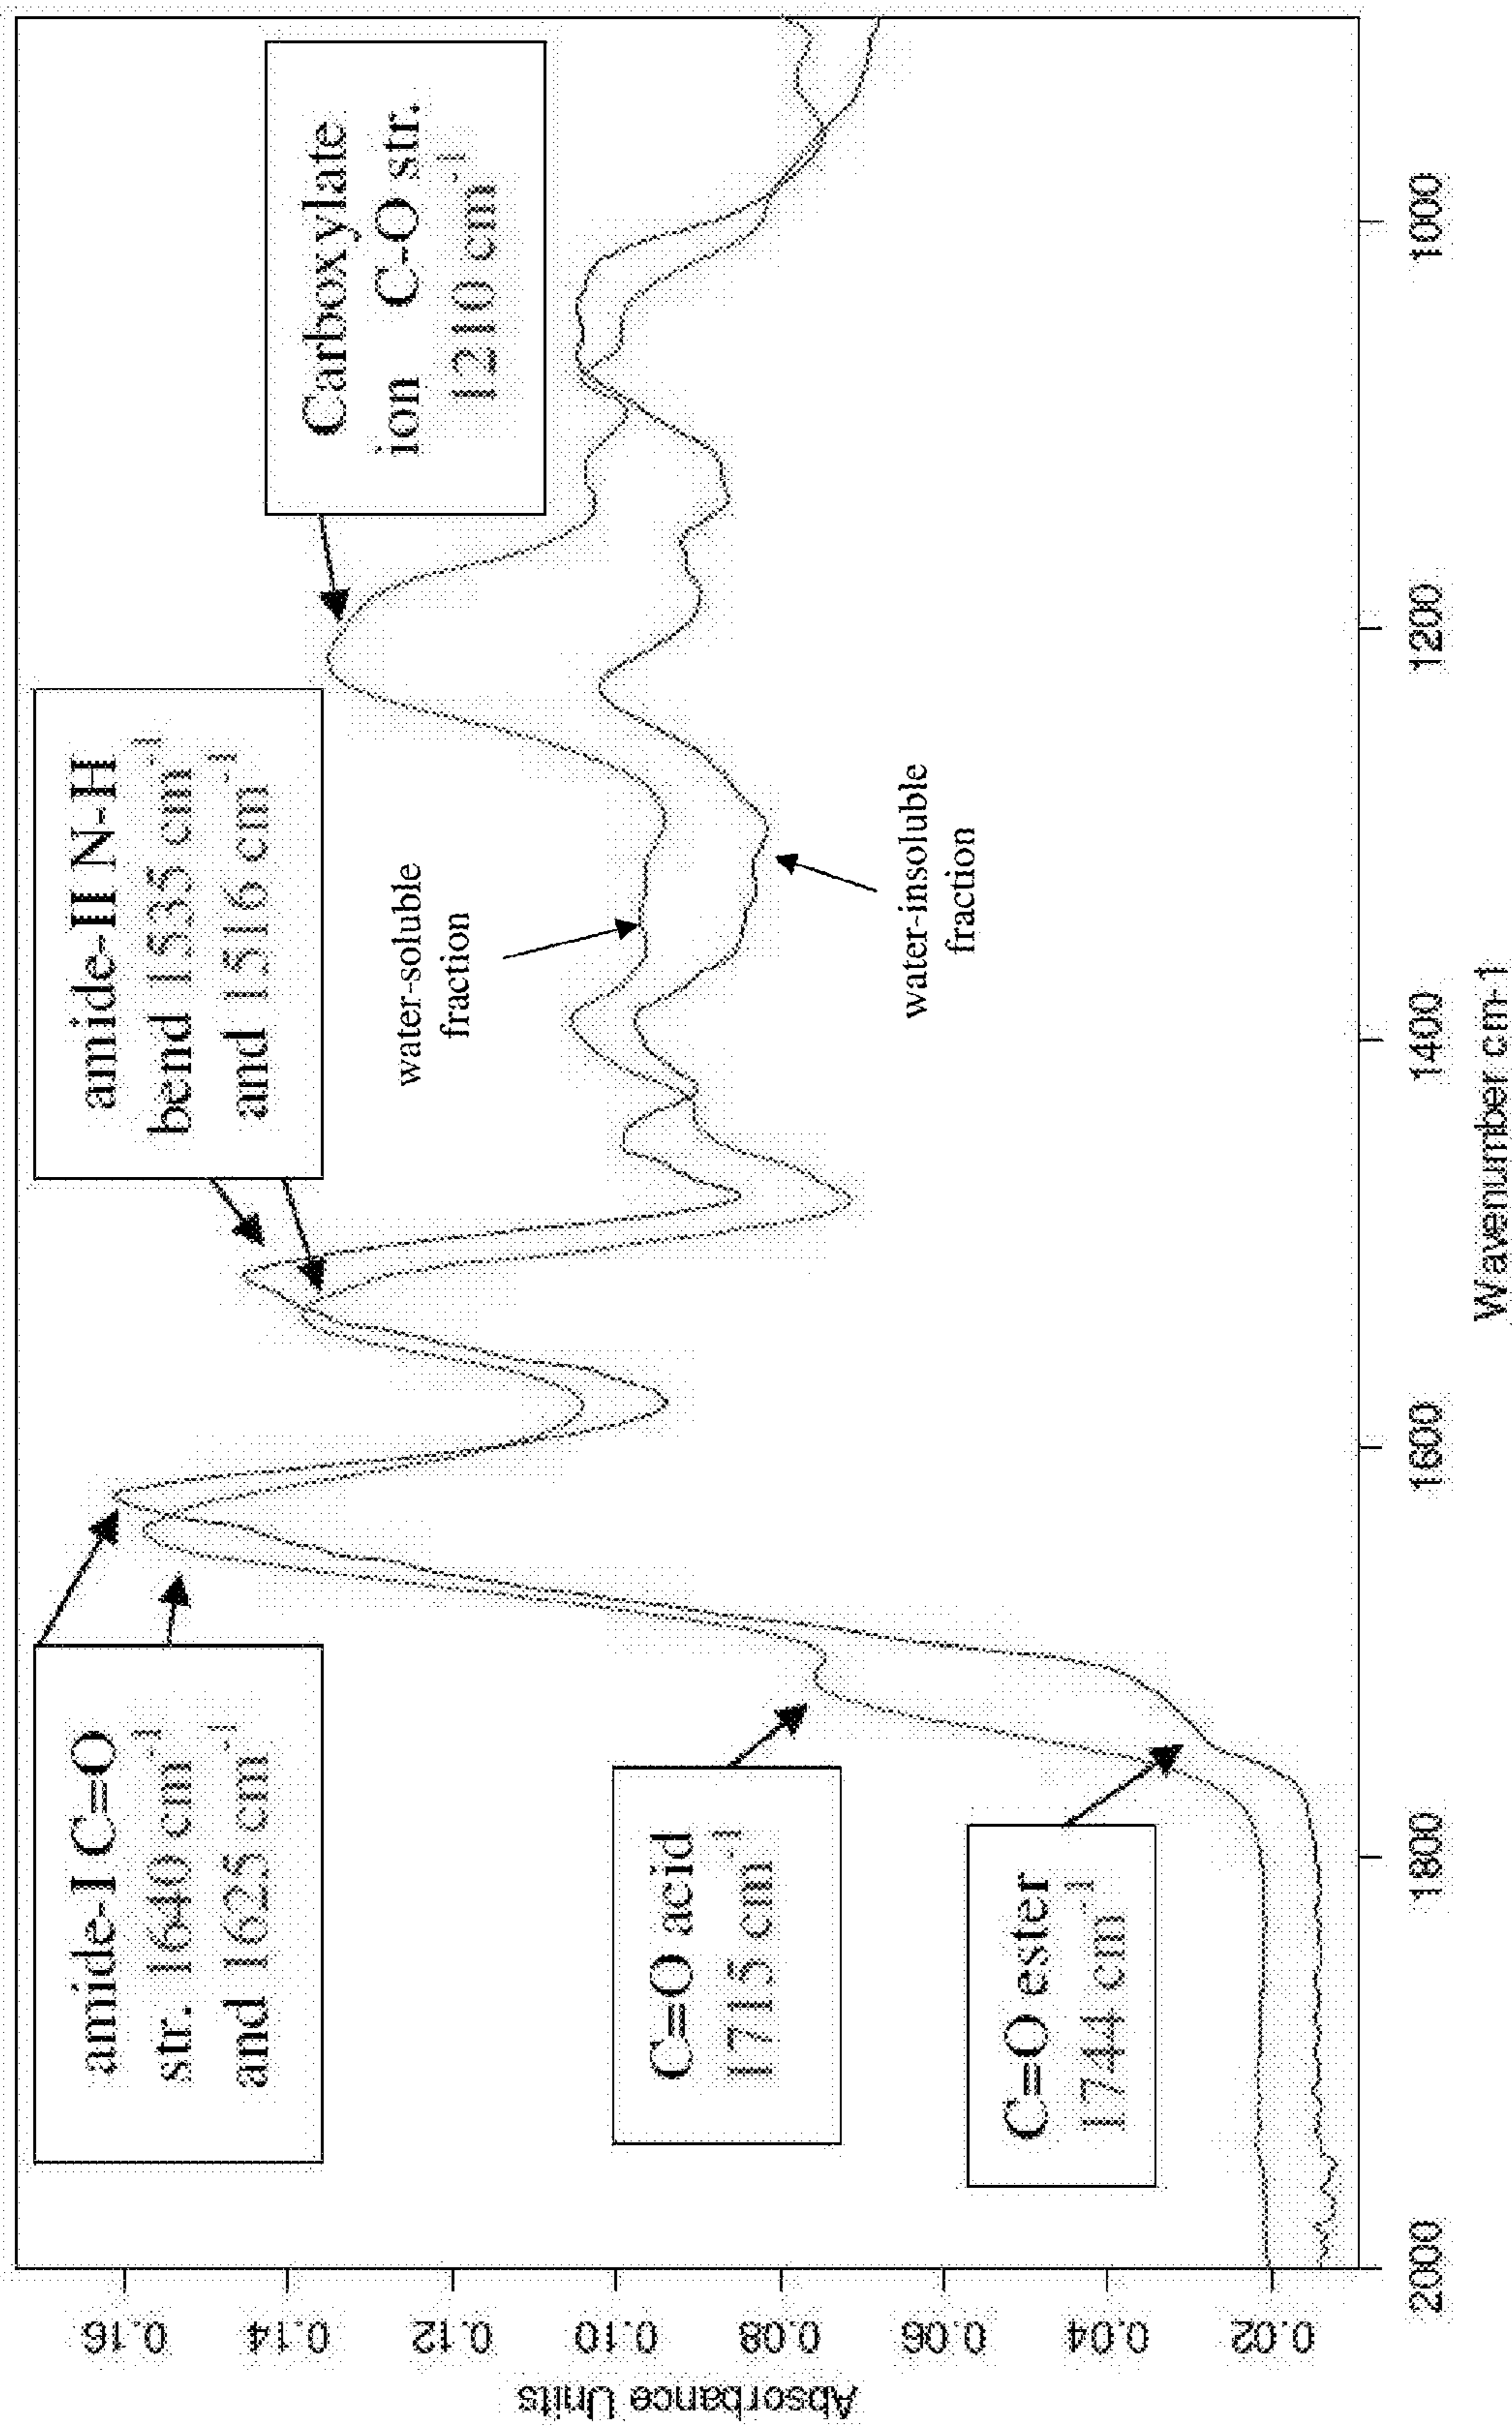 amide-I C=O
str. 1640 cm-1
and 1625 cm-1
amide-II N-H
bend 1535 cm-1
and 1516 cm-1
Carboxylate
ion C-O str.
1210 cm-1
water-soluble
fraction
water-insoluble
fraction
C=O acid
1715 cm-1
C=O ester
1744 cm-1
Absorbance Units
0.16
0.14
0.12
0.10
0.08
0.06
0.04
0.02
2000
1800
1600
1400
1200
1000
Wavenumber cm-1